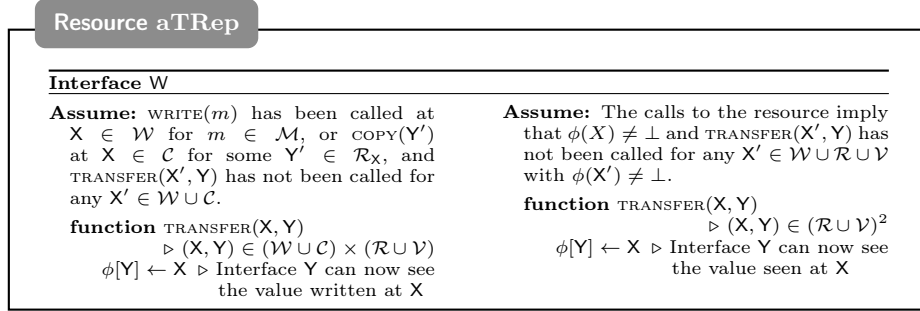 Resource aTRep
Interface W
Assume: WRITE(m) has been called at
X ∈ 𝒲 for m ∈ ℳ, or COPY(Y′)
at X ∈ 𝒞 for some Y′ ∈ ℛ_X, and
TRANSFER(X′, Y) has not been called for
any X′ ∈ 𝒲 ∪ 𝒞.
function TRANSFER(X, Y)
▷ (X, Y) ∈ (𝒲 ∪ 𝒞) × (ℛ ∪ 𝒱)
ϕ[Y] ← X ▷ Interface Y can now see
the value written at X
Assume: The calls to the resource imply
that ϕ(X) ≠ ⊥ and TRANSFER(X′, Y) has
not been called for any X′ ∈ 𝒲∪ℛ∪𝒱
with ϕ(X′) ≠ ⊥.
function TRANSFER(X, Y)
▷ (X, Y) ∈ (ℛ ∪ 𝒱)²
ϕ[Y] ← X ▷ Interface Y can now see
the value seen at X